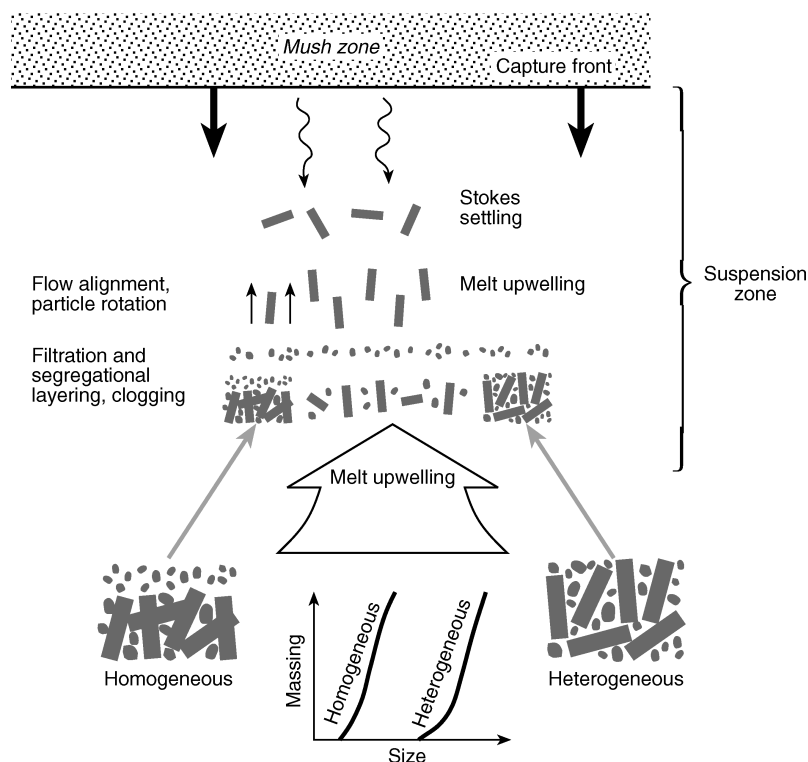 Mush zone
Capture front
Stokes
settling
Flow alignment,
particle rotation
Melt upwelling
Suspension
zone
Filtration and
segregational
layering, clogging
Melt upwelling
Homogeneous
Heterogeneous
Massing
Homogeneous
Heterogeneous
Size